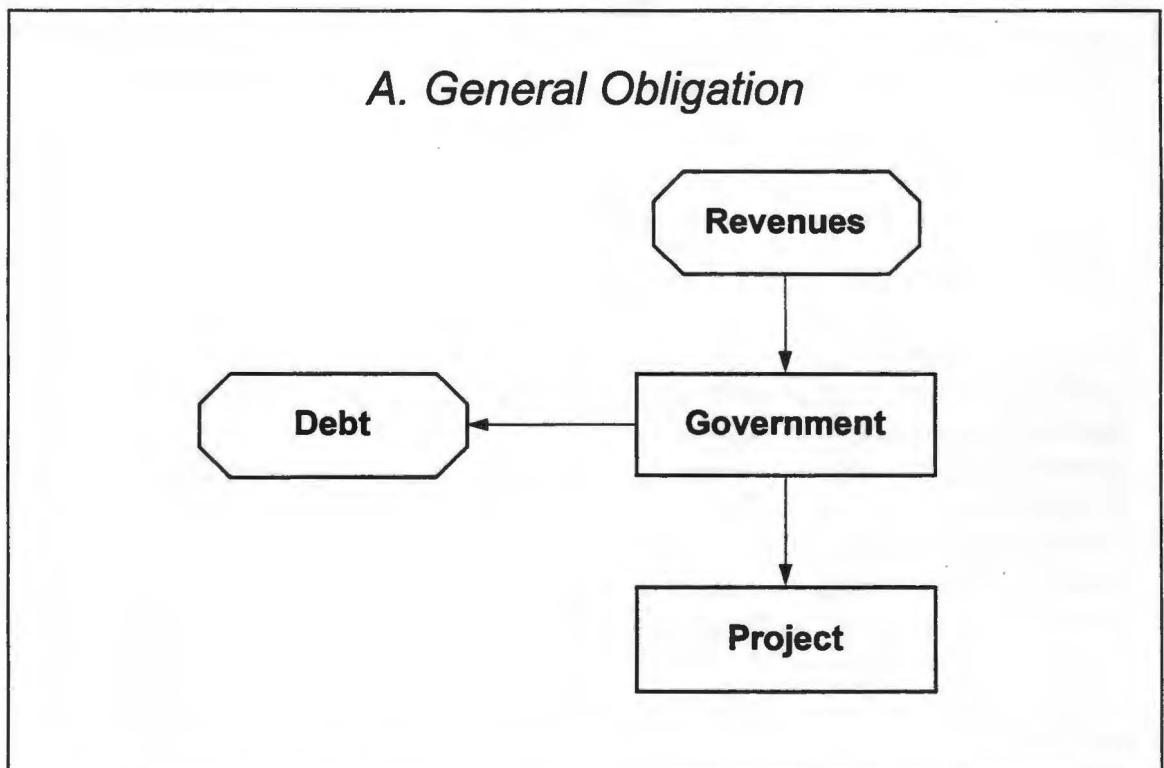 A. General Obligation
Revenues
Debt
Government
Project